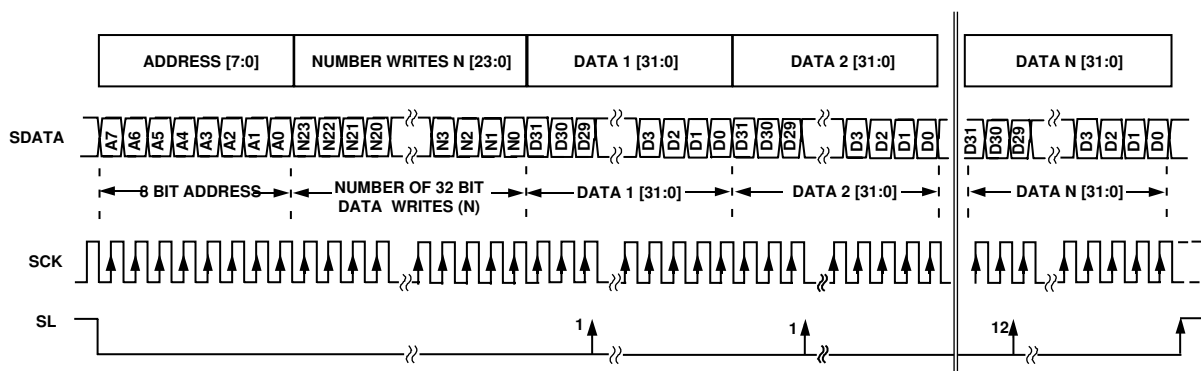 ADDRESS [7:0] NUMBER WRITES N [23:0] DATA 1 [31:0] DATA 2 [31:0] DATA N [31:0]
SDATA A7 A6 A5 A4 A3 A2 A1 A0 N23 N22 N21 N20 N3 N2 N1 N0 D31 D30 D29 D3 D2 D1 D0 D31 D30 D29 D3 D2 D1 D0 D31 D30 D29 D3 D2 D1 D0
8 BIT ADDRESS NUMBER OF 32 BIT DATA 1 [31:0] DATA 2 [31:0] DATA N [31:0]
DATA WRITES (N)
SCK
SL 1 1 12